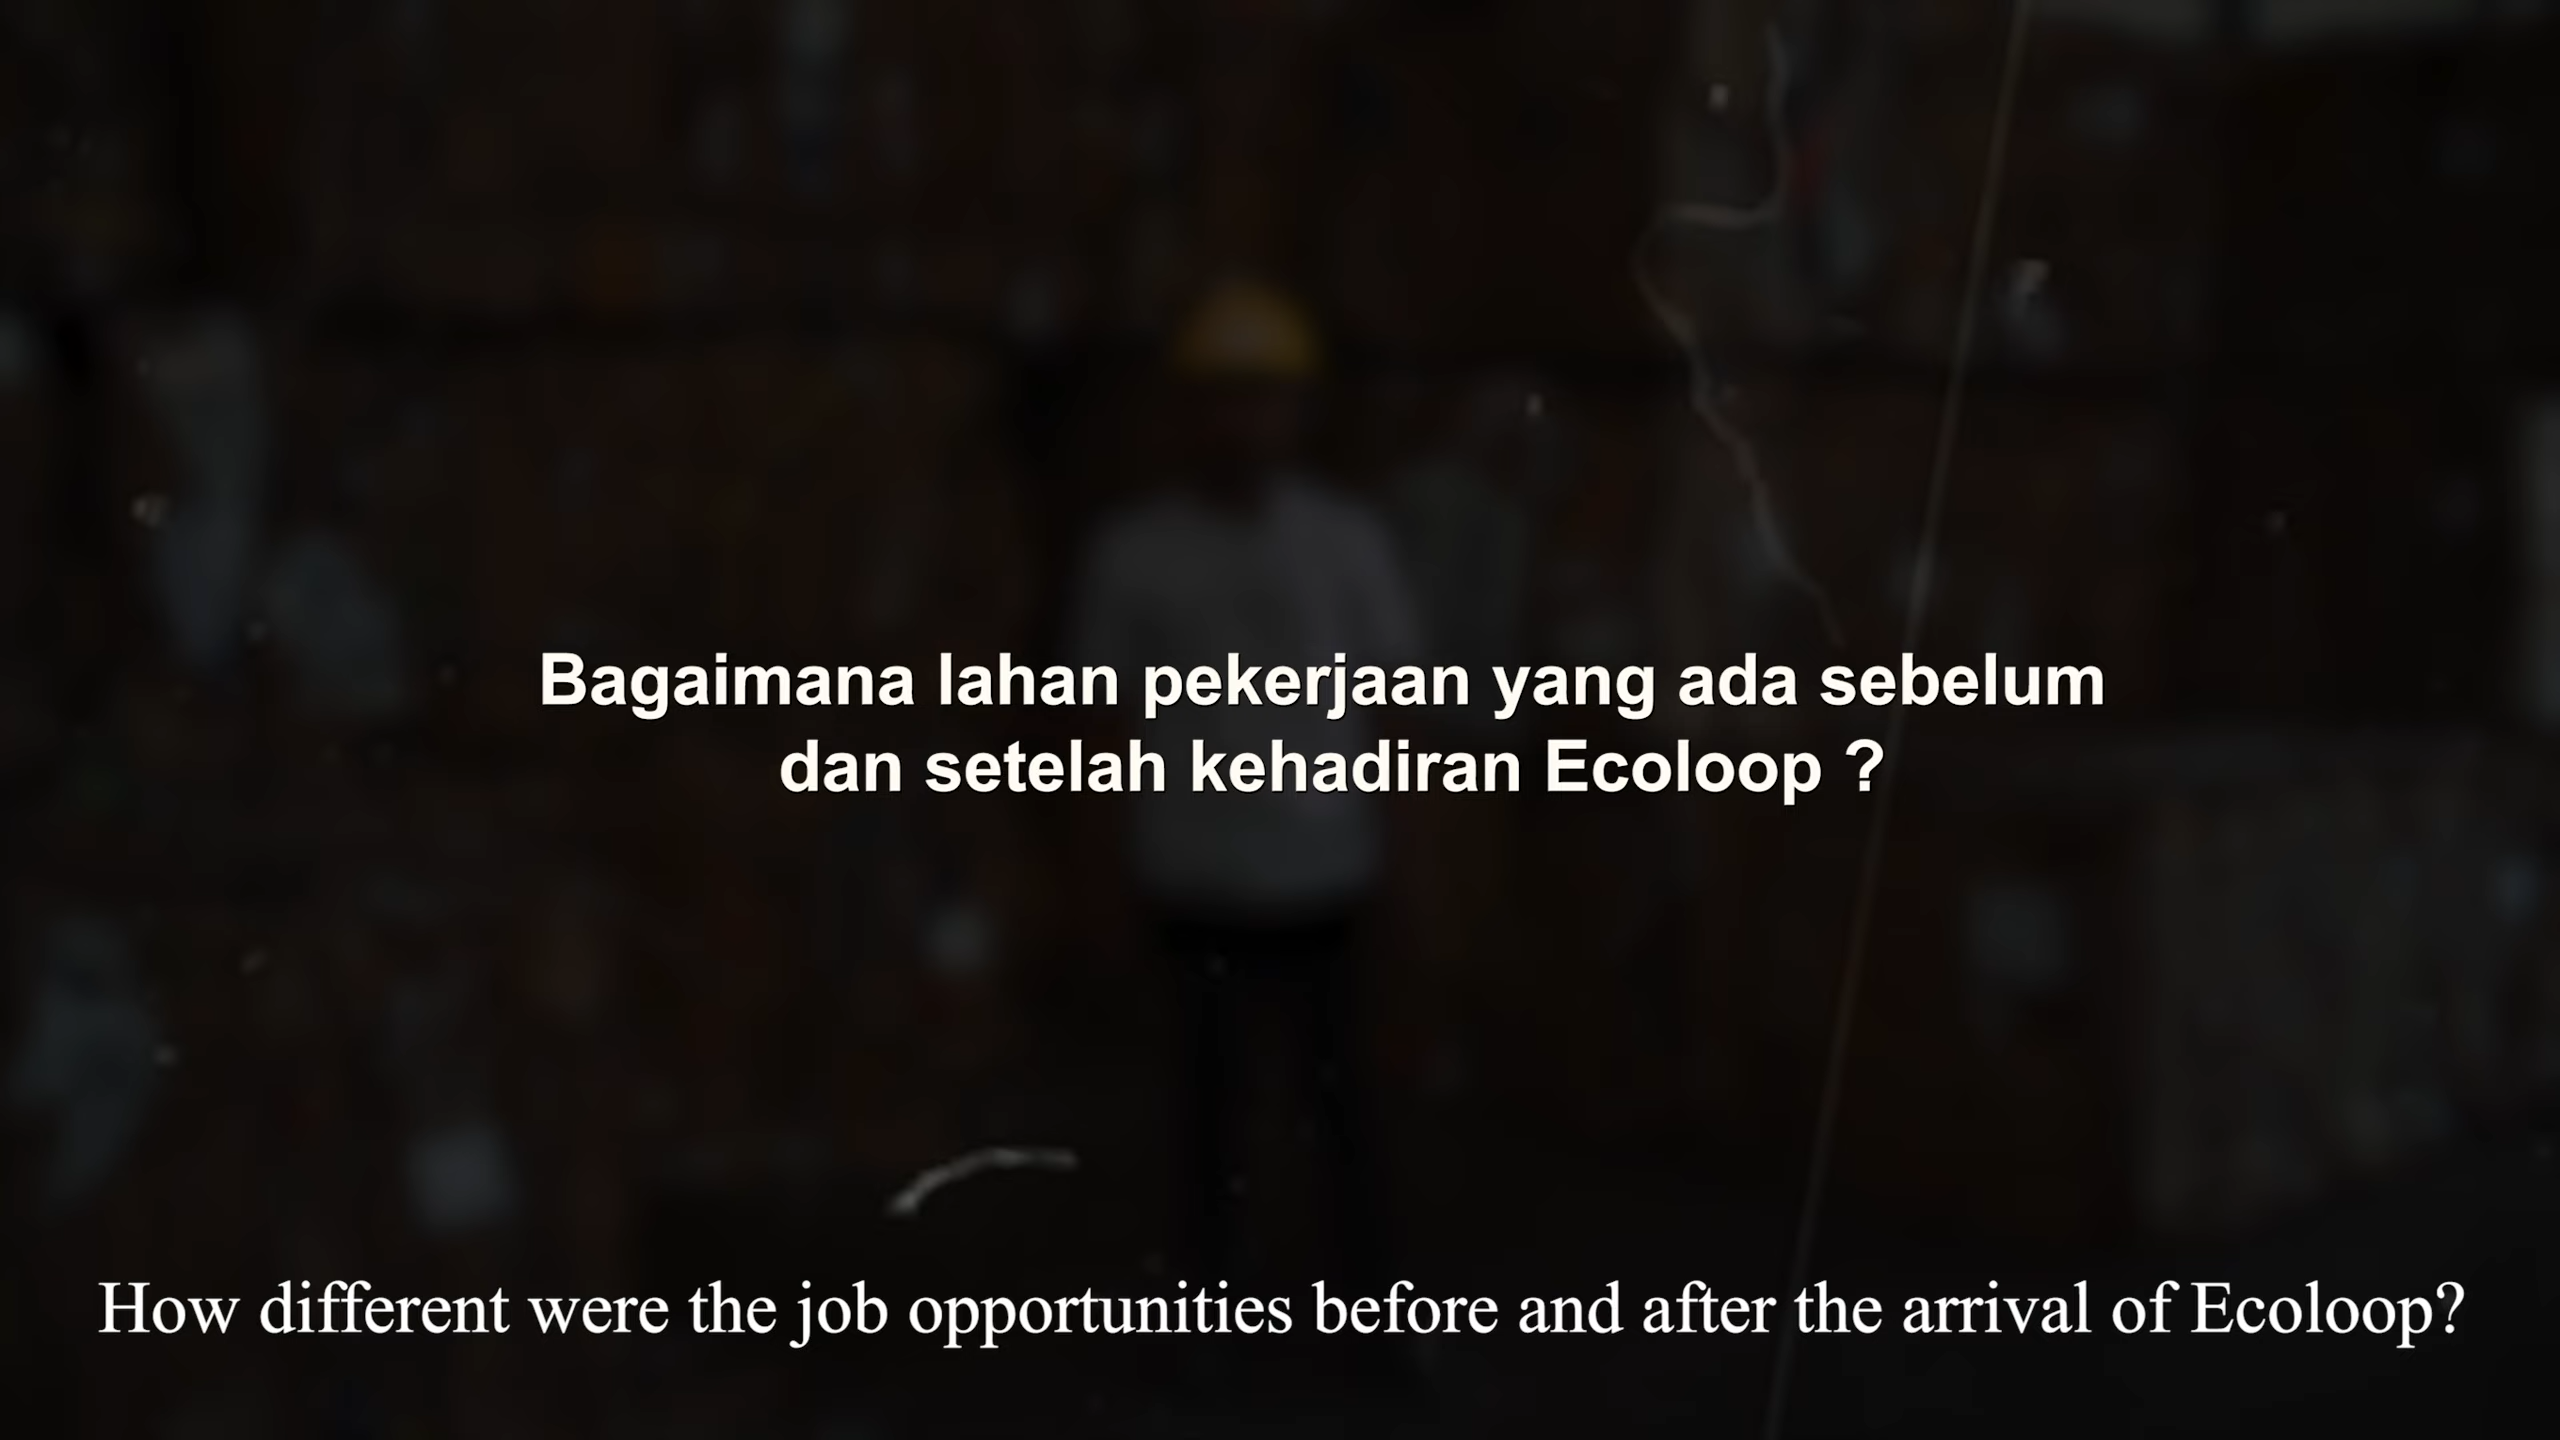 Bagaimana lahan pekerjaan yang ada sebelum
dan setelah kehadiran Ecoloop ?
How different were the job opportunities before and after the arrival of Ecoloop?